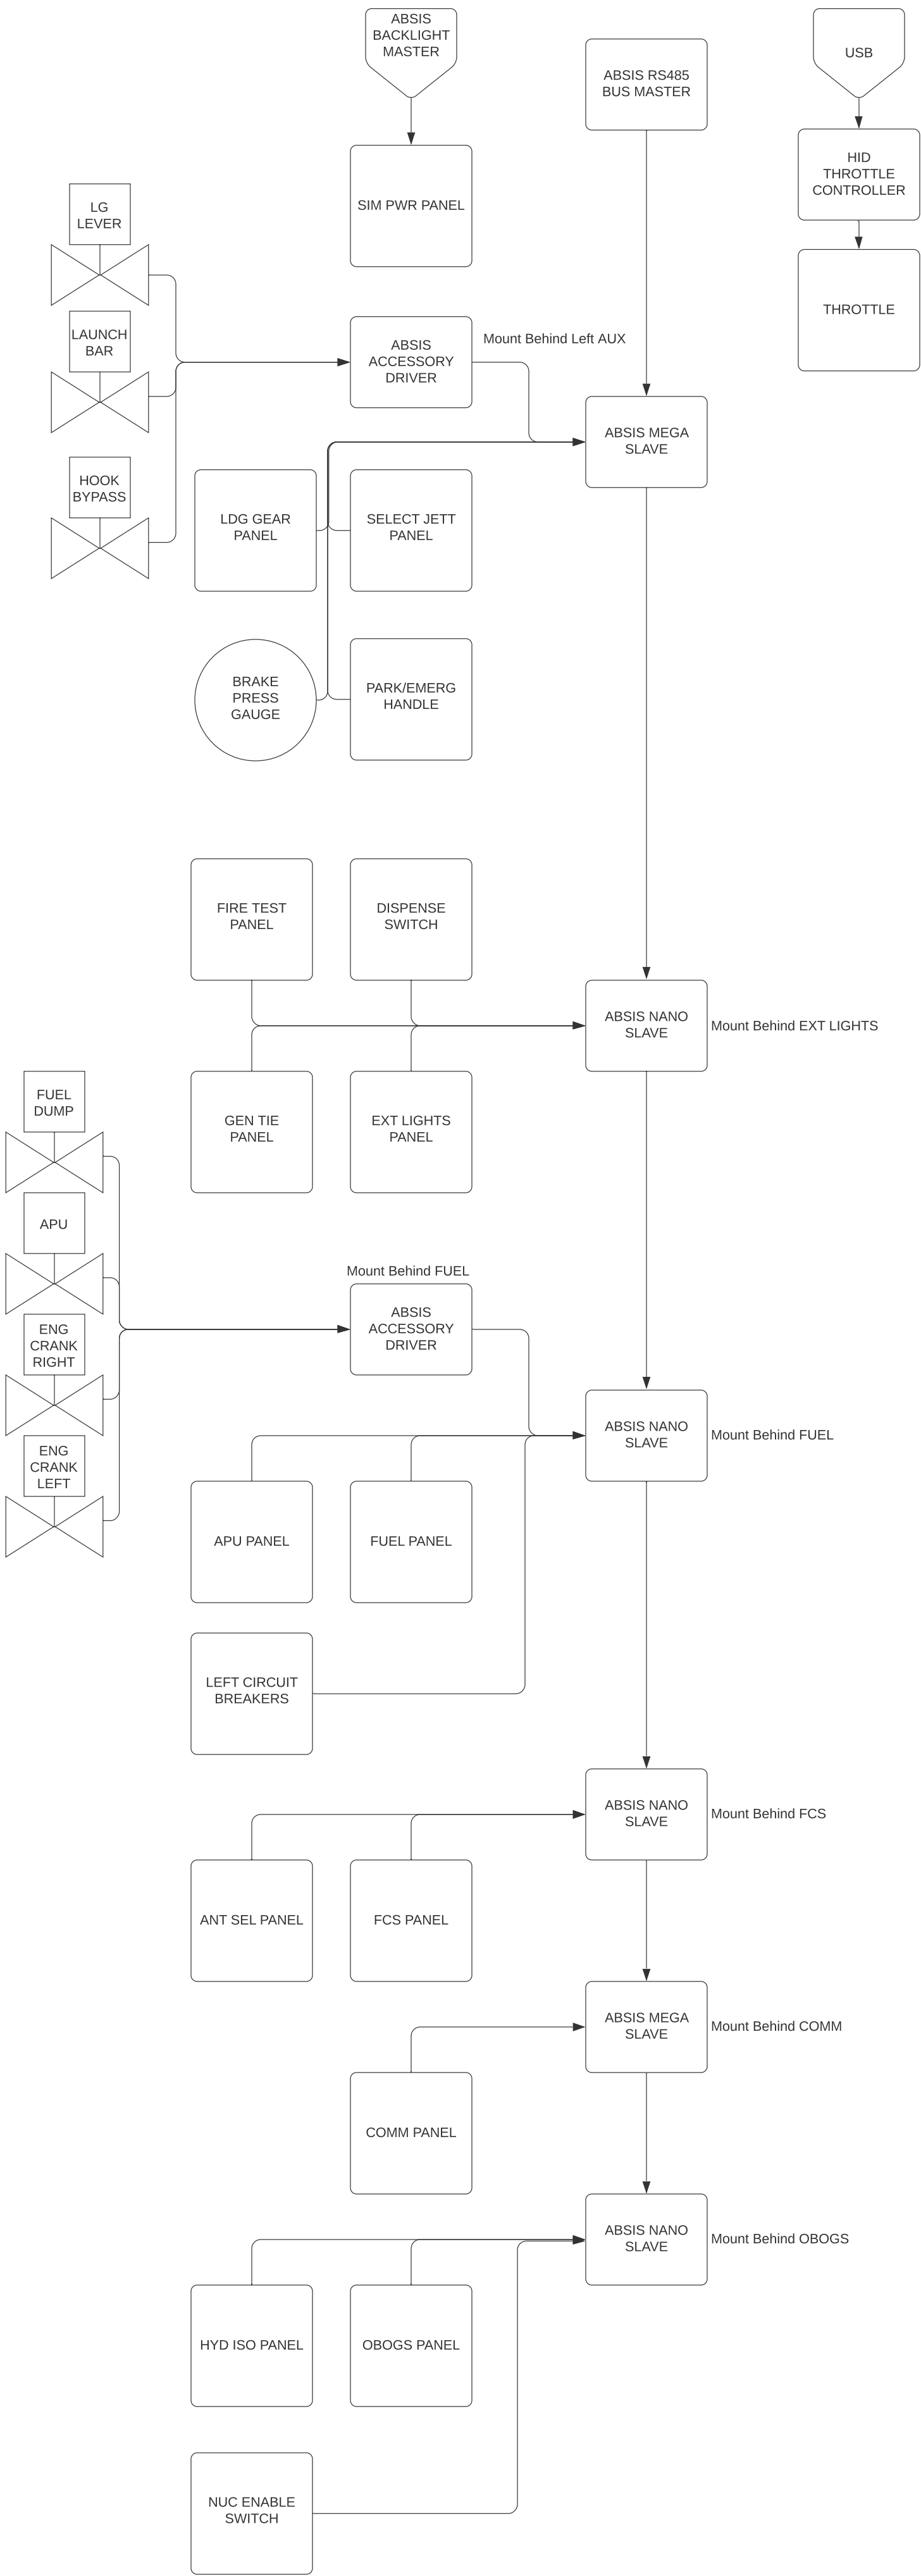 ABSIS
BACKLIGHT
MASTER
ABSIS RS485
BUS MASTER
USB
HID
THROTTLE
CONTROLLER
SIM PWR PANEL
LG
LEVER
THROTTLE
LAUNCH
BAR
ABSIS
ACCESSORY
DRIVER
Mount Behind Left AUX
ABSIS MEGA
SLAVE
HOOK
BYPASS
LDG GEAR
PANEL
SELECT JETT
PANEL
BRAKE
PRESS
GAUGE
PARK/EMERG
HANDLE
FIRE TEST
PANEL
DISPENSE
SWITCH
ABSIS NANO
SLAVE
Mount Behind EXT LIGHTS
GEN TIE
PANEL
EXT LIGHTS
PANEL
FUEL
DUMP
APU
Mount Behind FUEL
ABSIS
ACCESSORY
DRIVER
ENG
CRANK
RIGHT
ABSIS NANO
SLAVE
Mount Behind FUEL
ENG
CRANK
LEFT
APU PANEL
FUEL PANEL
LEFT CIRCUIT
BREAKERS
ABSIS NANO
SLAVE
Mount Behind FCS
ANT SEL PANEL
FCS PANEL
ABSIS MEGA
SLAVE
Mount Behind COMM
COMM PANEL
ABSIS NANO
SLAVE
Mount Behind OBOGS
HYD ISO PANEL
OBOGS PANEL
NUC ENABLE
SWITCH